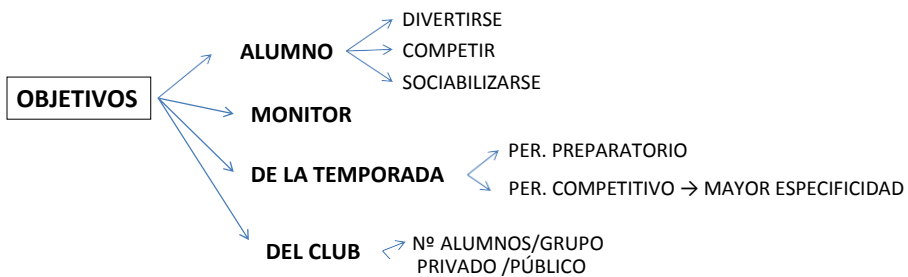 OBJETIVOS
ALUMNO
DIVERTIRSE
COMPETIR
SOCIABILIZARSE
MONITOR
DE LA TEMPORADA
PER. PREPARATORIO
PER. COMPETITIVO → MAYOR ESPECIFICIDAD
DEL CLUB
Nº ALUMNOS/GRUPO
PRIVADO /PÚBLICO